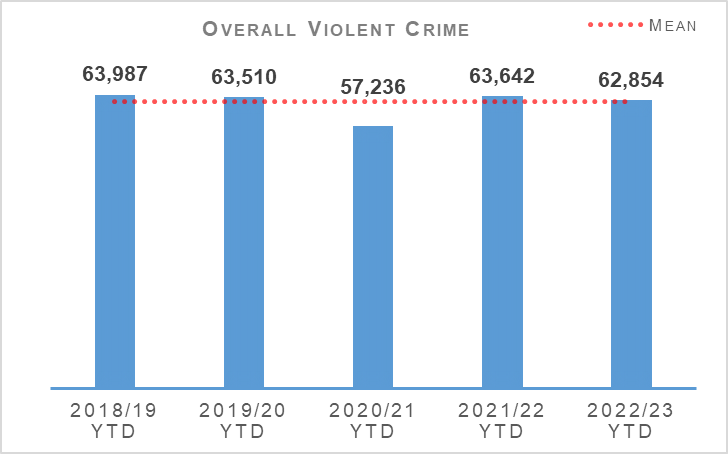 OVERALL VIOLENT CRIME
MEAN
63,987
63,510
57,236
63,642
62,854
2018/19 YTD
2019/20 YTD
2020/21 YTD
2021/22 YTD
2022/23 YTD